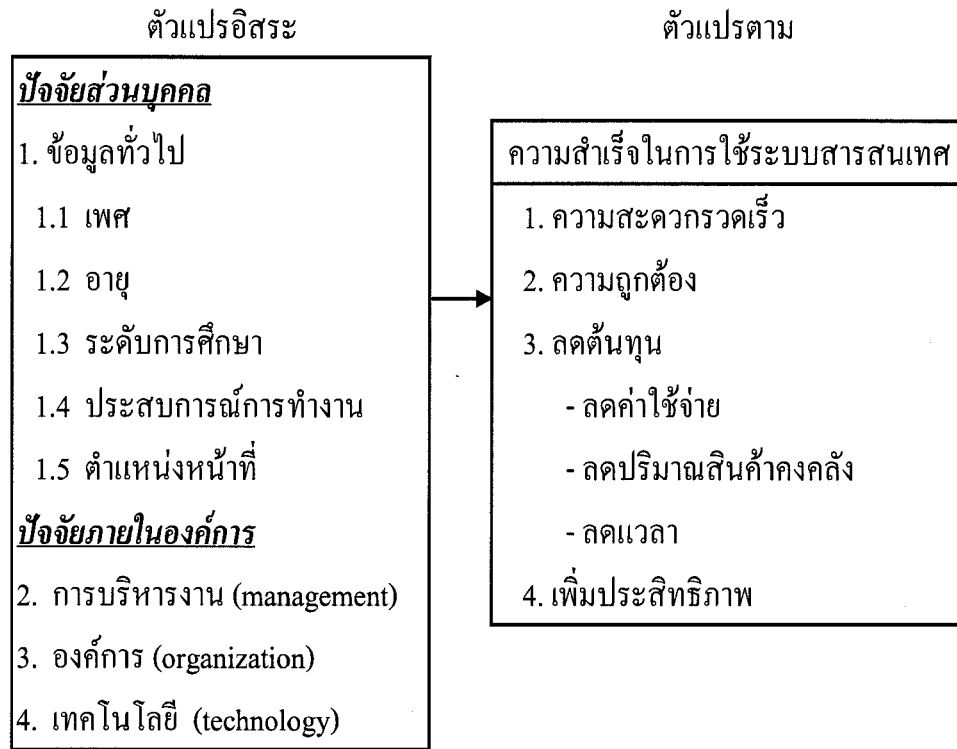 ตัวแปรอิสระ
ปัจจัยส่วนบุคคล
1. ข้อมูลทั่วไป
1.1 เพศ
1.2 อายุ
1.3 ระดับการศึกษา
1.4 ประสบการณ์การทำงาน
1.5 ตำแหน่งหน้าที่
ปัจจัยภายในองค์การ
2. การบริหารงาน (management)
3. องค์การ (organization)
4. เทคโนโลยี (technology)
ตัวแปรตาม
ความสำเร็จในการใช้ระบบสารสนเทศ
1. ความสะดวกรวดเร็ว
2. ความถูกต้อง
3. ลดต้นทุน
- ลดค่าใช้จ่าย
- ลดปริมาณสินค้าคงคลัง
- ลดแวลา
4. เพิ่มประสิทธิภาพ